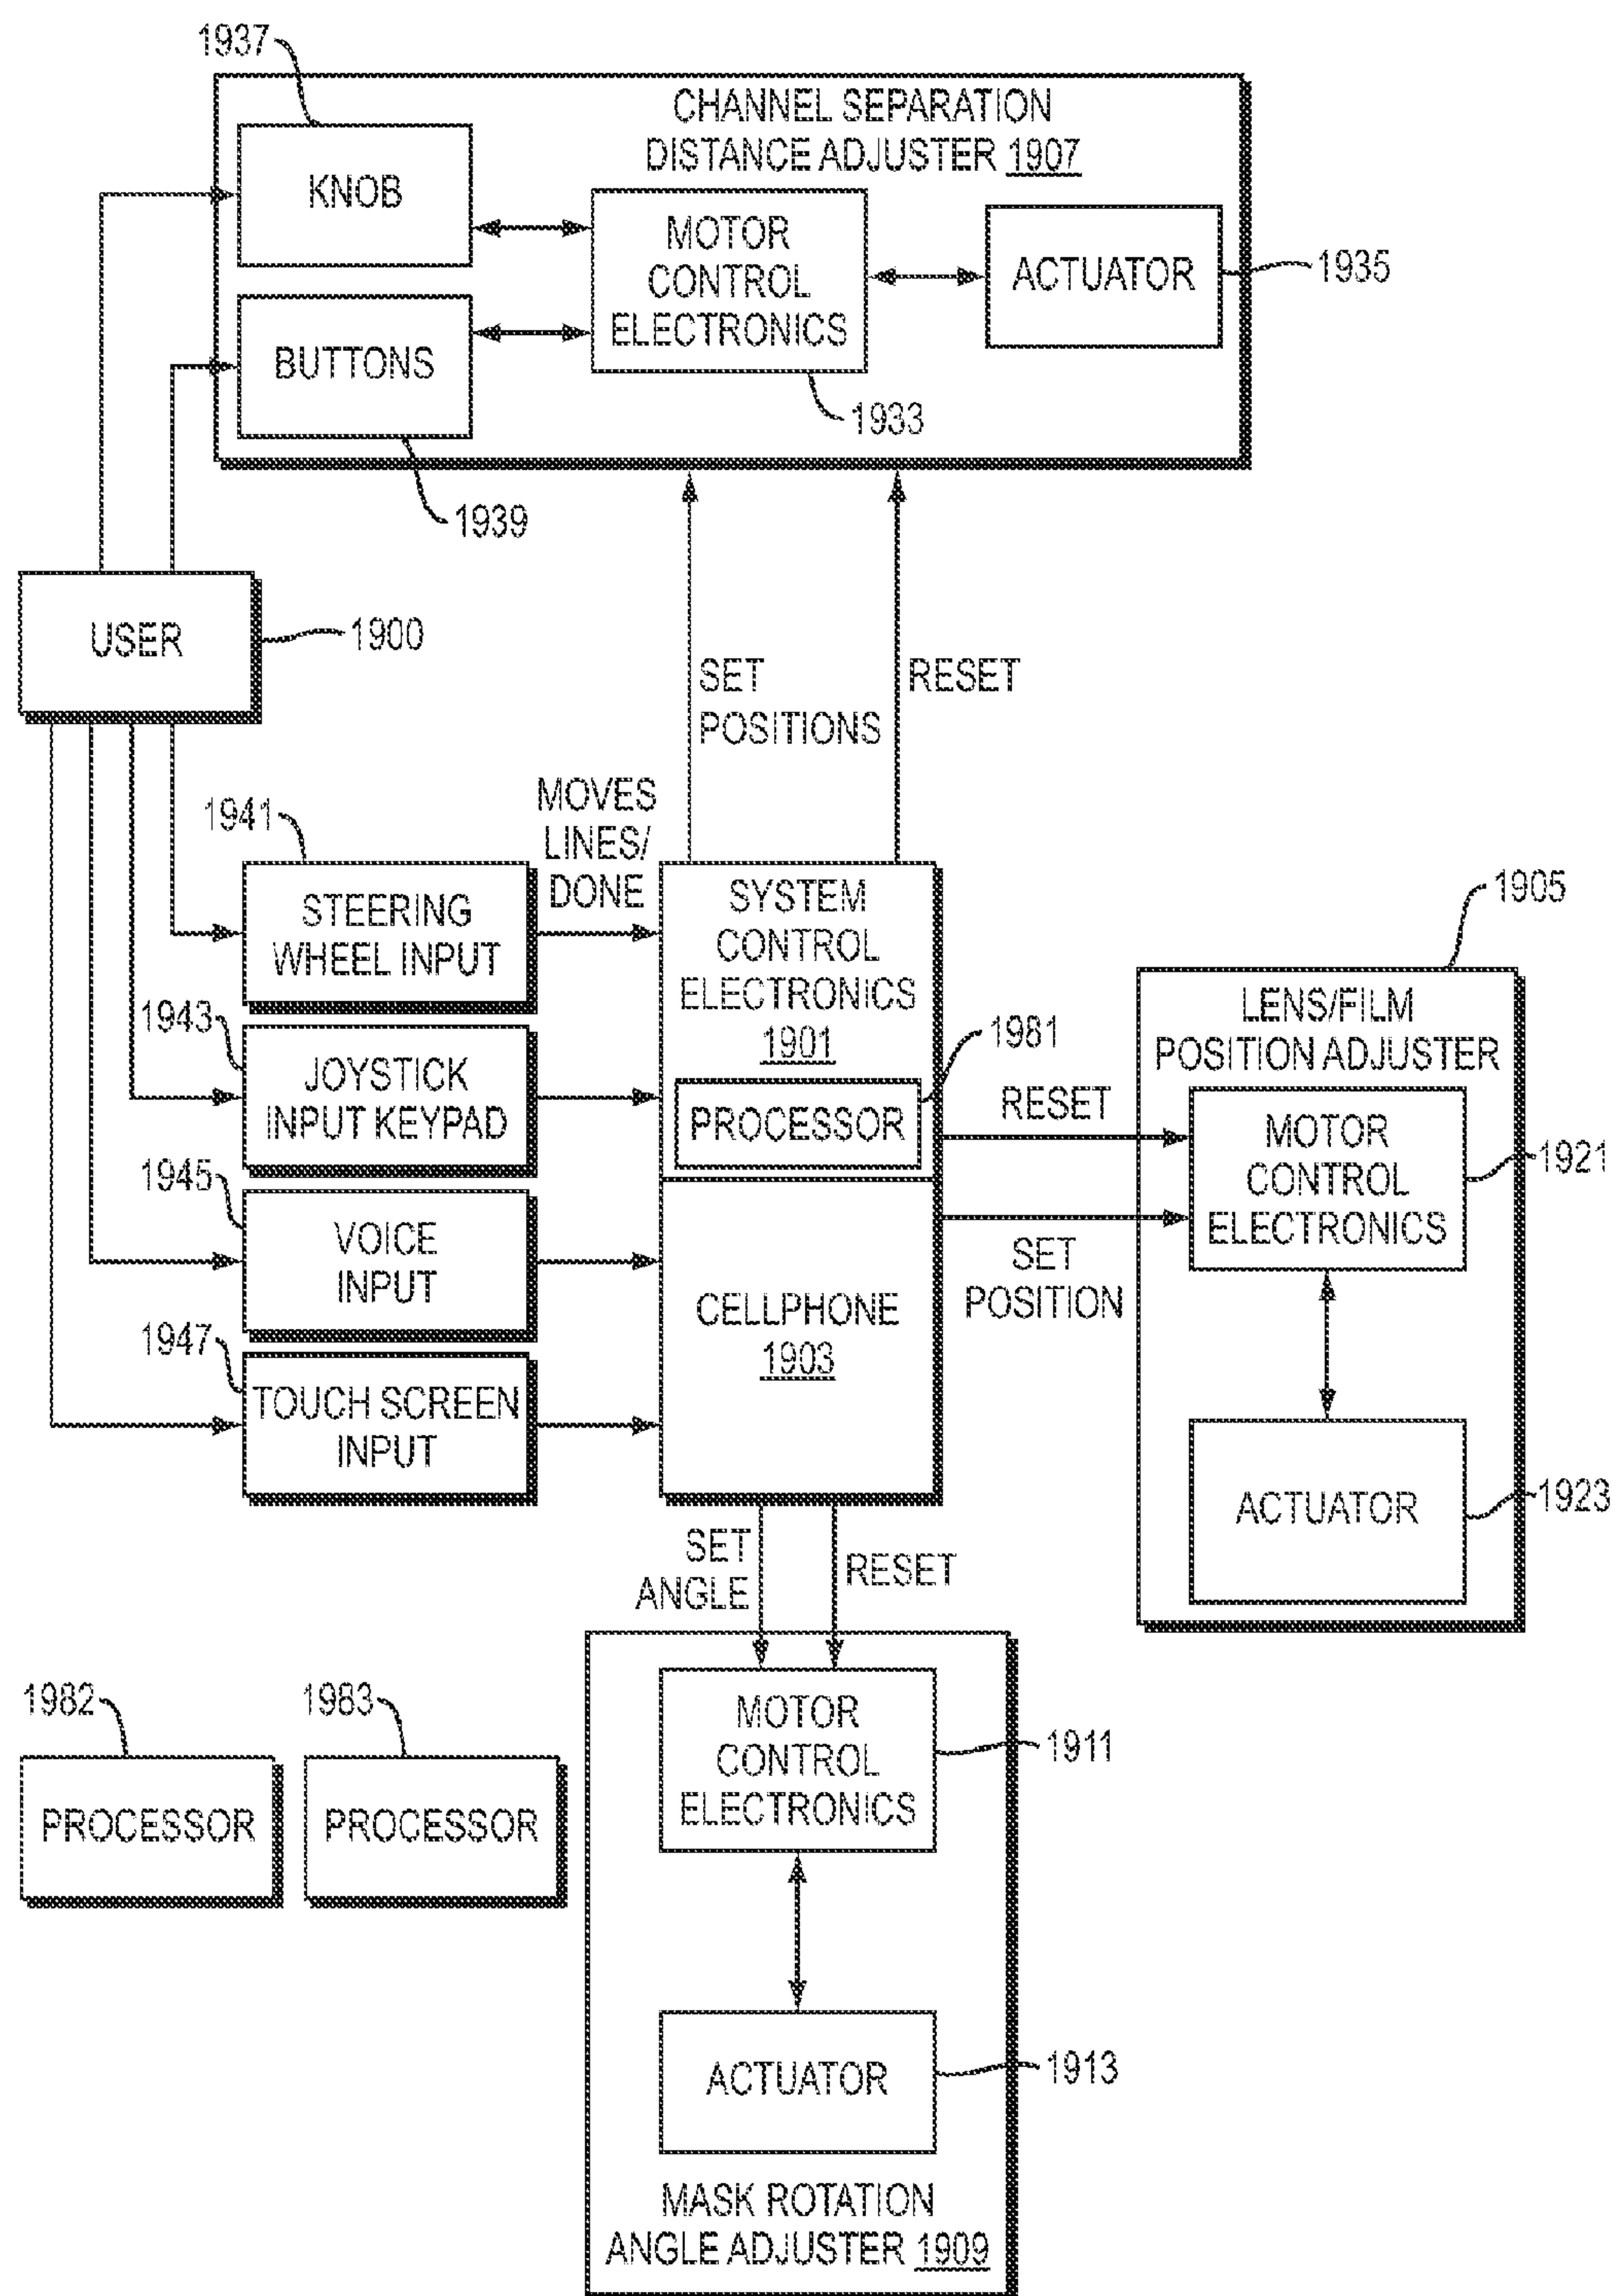 1937
CHANNEL SEPARATION
DISTANCE ADJUSTER 1907
KNOB
MOTOR
CONTROL
ELECTRONICS
ACTUATOR
1935
BUTTONS
1933
1939
USER
1900
SET
POSITIONS
RESET
1941
MOVES
LINES/
DONE
STEERING
WHEEL INPUT
SYSTEM
CONTROL
ELECTRONICS
1901
1905
LENS/FILM
POSITION ADJUSTER
1943
JOYSTICK
INPUT KEYPAD
1981
PROCESSOR
RESET
MOTOR
CONTROL
ELECTRONICS
1921
1945
VOICE
INPUT
SET
POSITION
CELLPHONE
1903
1947
TOUCH SCREEN
INPUT
ACTUATOR
1923
SET
ANGLE
RESET
1982
PROCESSOR
1983
PROCESSOR
MOTOR
CONTROL
ELECTRONICS
1911
ACTUATOR
1913
MASK ROTATION
ANGLE ADJUSTER 1909